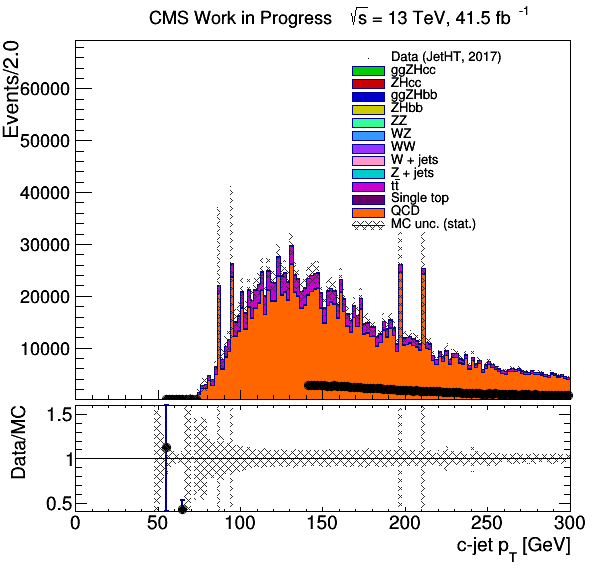 CMS Work in Progress √s = 13 TeV, 41.5 fb⁻¹
Events/2.0
60000
50000
40000
30000
20000
10000
Data (JetHT, 2017)
ggZHcc
ZHcc
ggZHbb
ZHbb
ZZ
WZ
WW
W + jets
Z + jets
tt̄
Single top
QCD
MC unc. (stat.)
Data/MC
1.5
1
0.5
0 50 100 150 200 250 300
c-jet p_T [GeV]